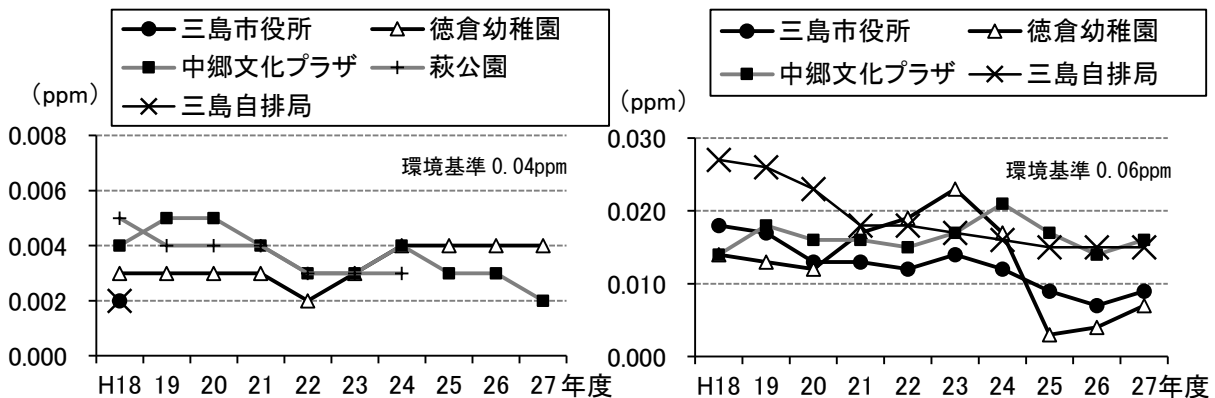 三島市役所 徳倉幼稚園
中郷文化プラザ 萩公園
三島自排局
(ppm)
0.008
0.006
0.004
0.002
0.000
環境基準 0.04ppm
H18 19 20 21 22 23 24 25 26 27 年度
三島市役所 徳倉幼稚園
中郷文化プラザ 三島自排局
(ppm)
0.030
0.020
0.010
0.000
環境基準 0.06ppm
H18 19 20 21 22 23 24 25 26 27 年度